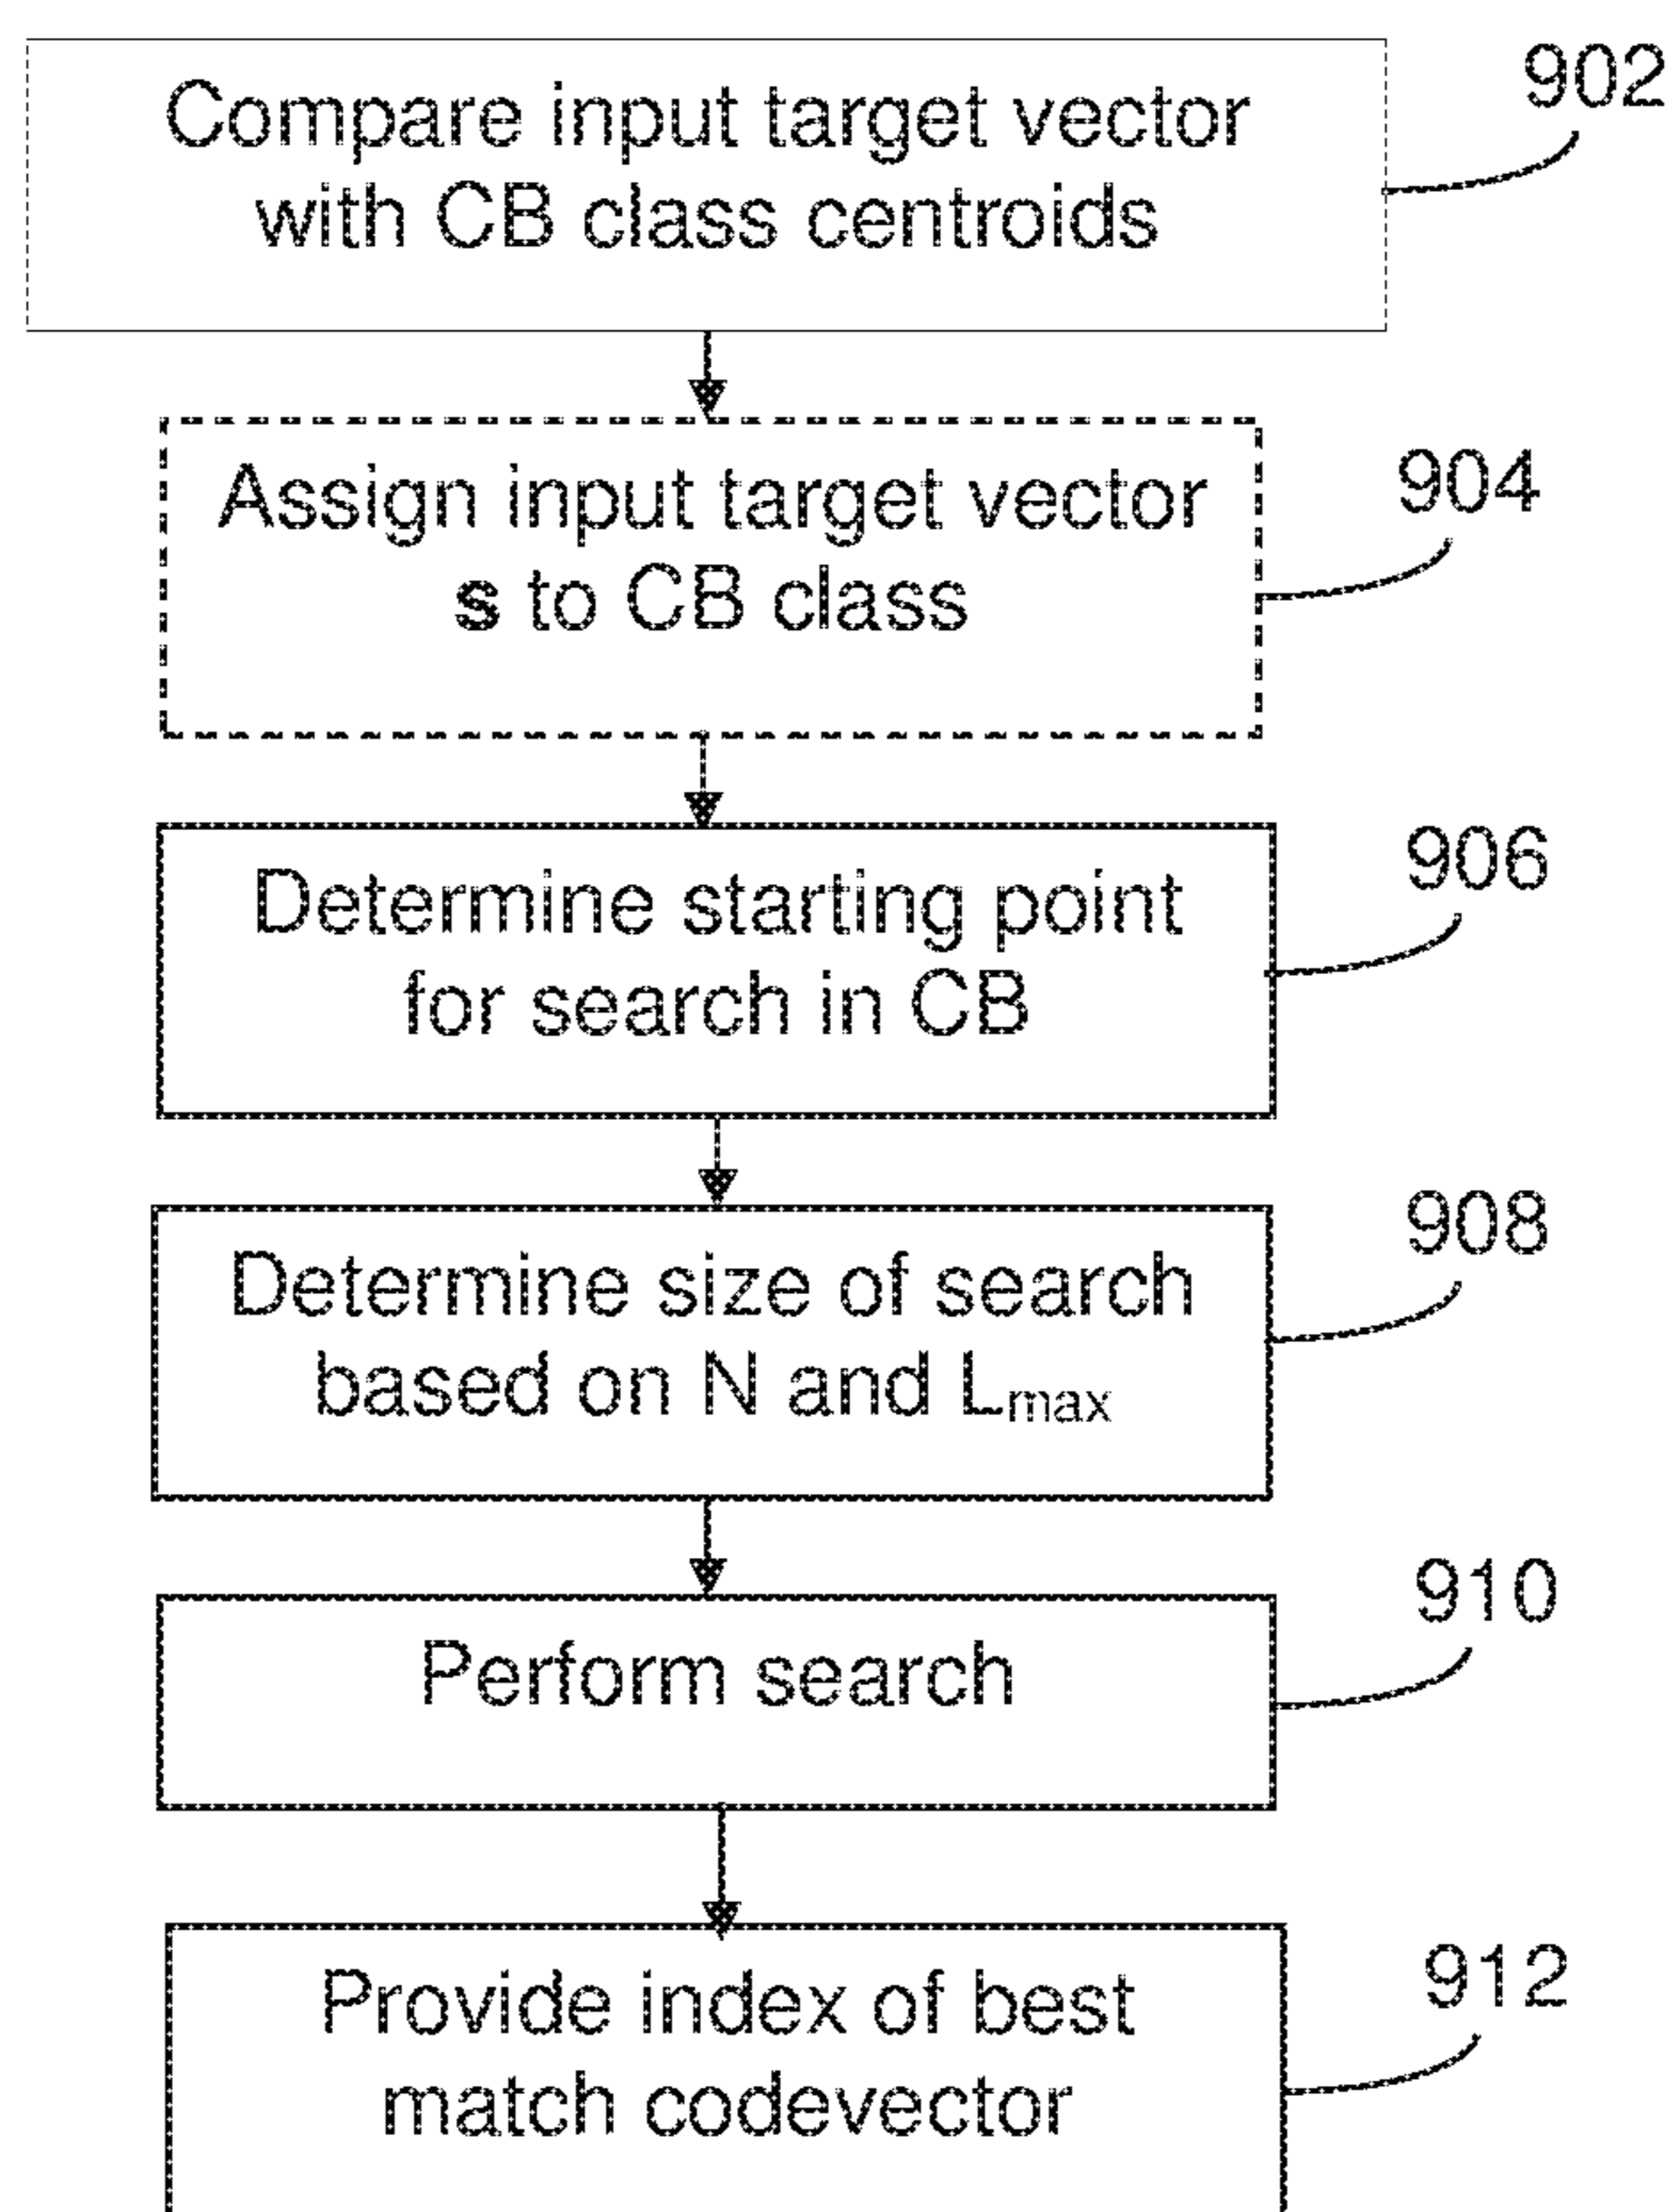 Compare input target vector
with CB class centroids
902
Assign input target vector
s to CB class
904
Determine starting point
for search in CB
906
Determine size of search
based on N and Lmax
908
Perform search
910
Provide index of best
match codevector
912